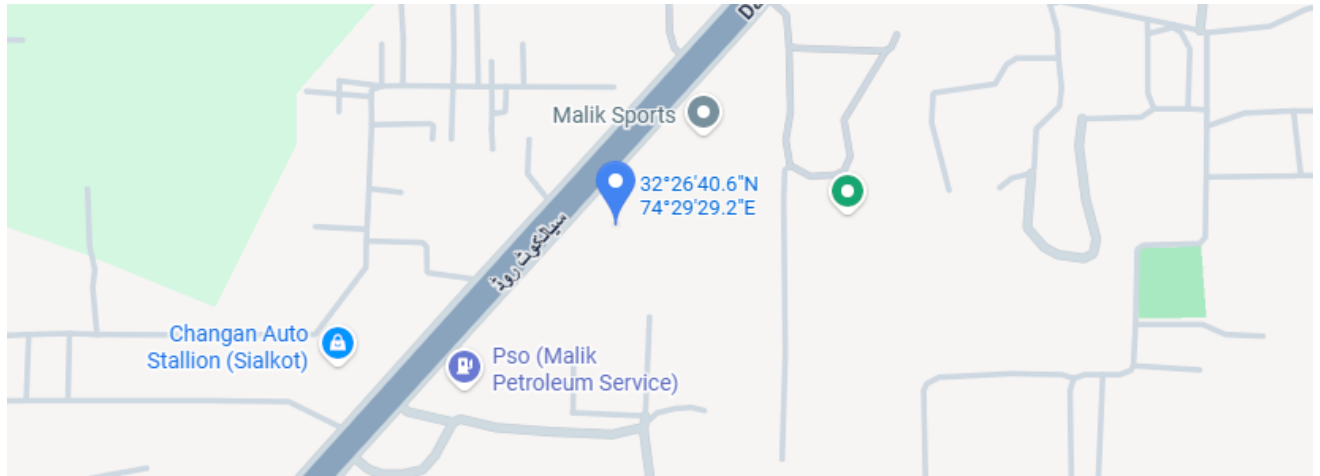 Da
Malik Sports
32°26'40.6"N
74°29'29.2"E
سیالکوٹ روڈ
Changan Auto
Stallion (Sialkot)
Pso (Malik
Petroleum Service)